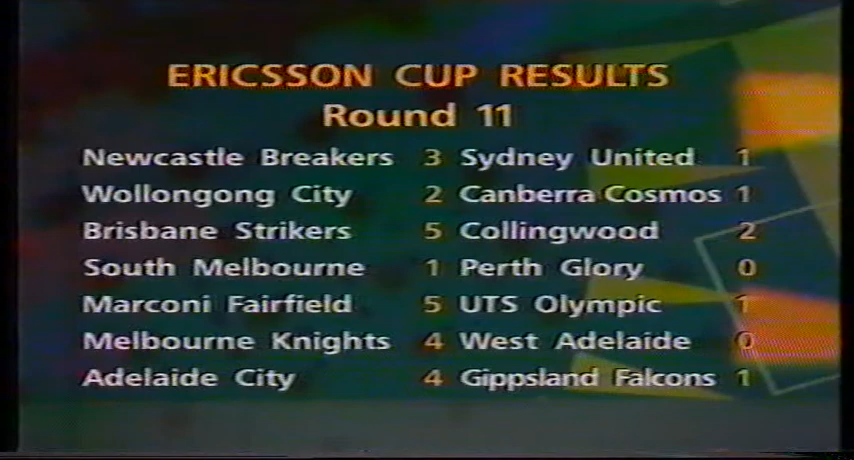 ERICSSON CUP RESULTS
Round 11
Newcastle Breakers 3 Sydney United 1
Wollongong City 2 Canberra Cosmos 1
Brisbane Strikers 5 Collingwood 2
South Melbourne 1 Perth Glory 0
Marconi Fairfield 5 UTS Olympic 1
Melbourne Knights 4 West Adelaide 0
Adelaide City 4 Gippsland Falcons 1